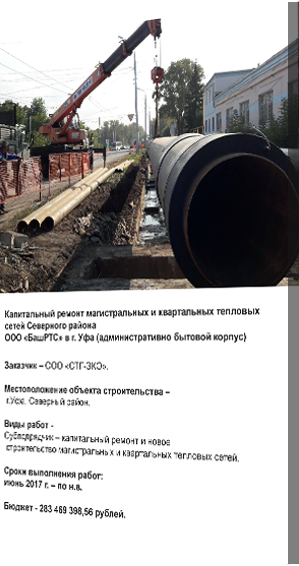 Капитальный ремонт магистральных и квартальных тепловых
сетей Северного района
ООО «БашРТС» в г. Уфа (административно бытовой корпус)
Заказчик – ООО «СТГ-ЭКО».
Местоположение объекта строительства –
г.Уфа. Северный район.
Виды работ -
Субподрядчик – капитальный ремонт и новое
строительство магистральных и квартальных тепловых сетей.
Сроки выполнения работ:
июнь 2017 г. – по н.в.
Бюджет - 283 469 398,56 рублей.